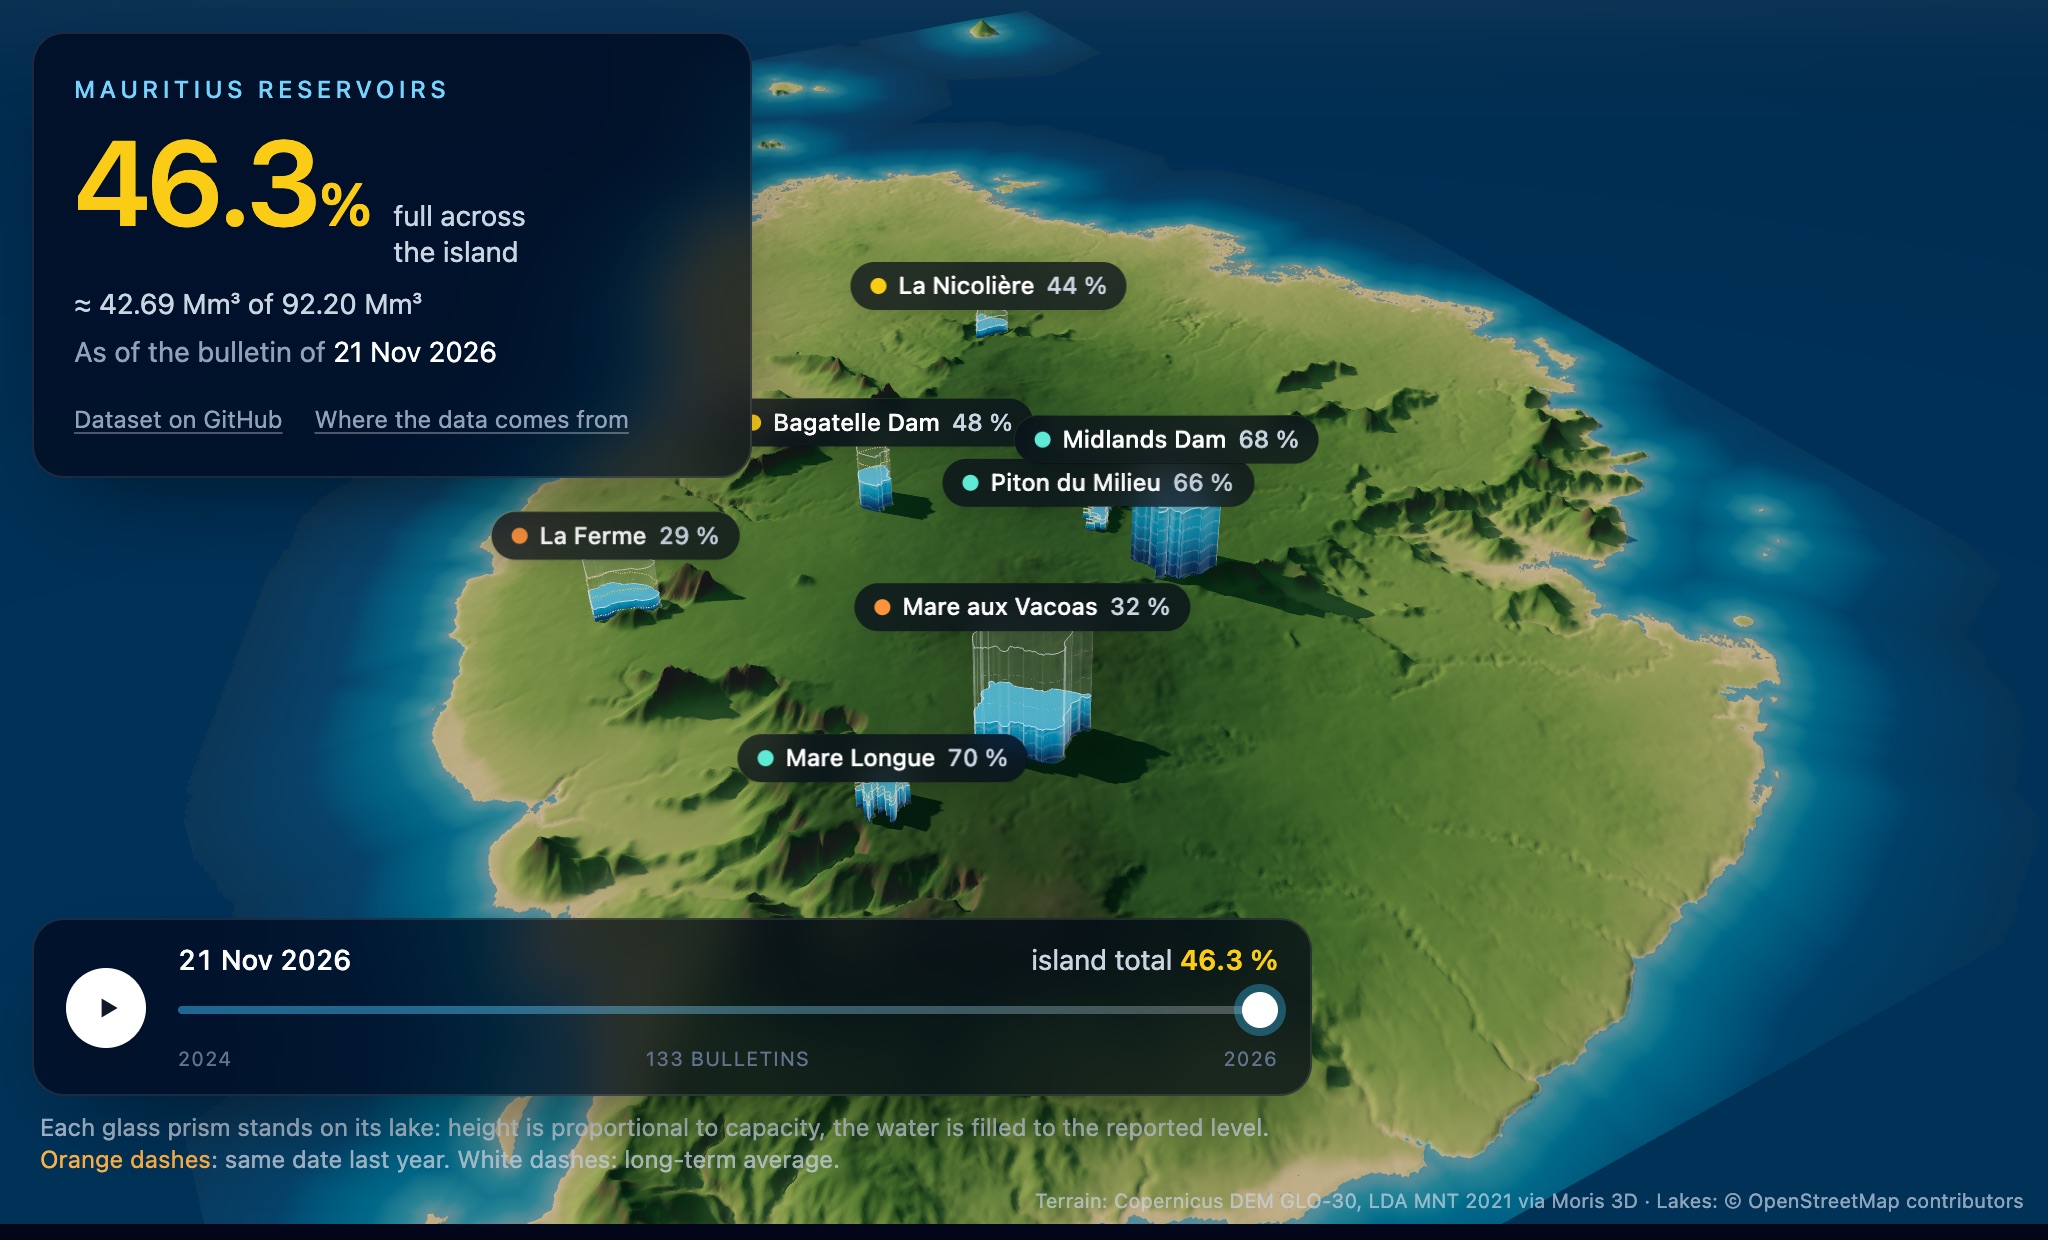 MAURITIUS RESERVOIRS
46.3% full across
the island
≈ 42.69 Mm³ of 92.20 Mm³
As of the bulletin of 21 Nov 2026
Dataset on GitHub Where the data comes from
La Nicolière 44 %
Bagatelle Dam 48 %
Midlands Dam 68 %
Piton du Milieu 66 %
La Ferme 29 %
Mare aux Vacoas 32 %
Mare Longue 70 %
21 Nov 2026 island total 46.3 %
2024 133 BULLETINS 2026
Each glass prism stands on its lake: height is proportional to capacity, the water is filled to the reported level.
Orange dashes: same date last year. White dashes: long-term average.
Terrain: Copernicus DEM GLO-30, LDA MNT 2021 via Moris 3D · Lakes: © OpenStreetMap contributors